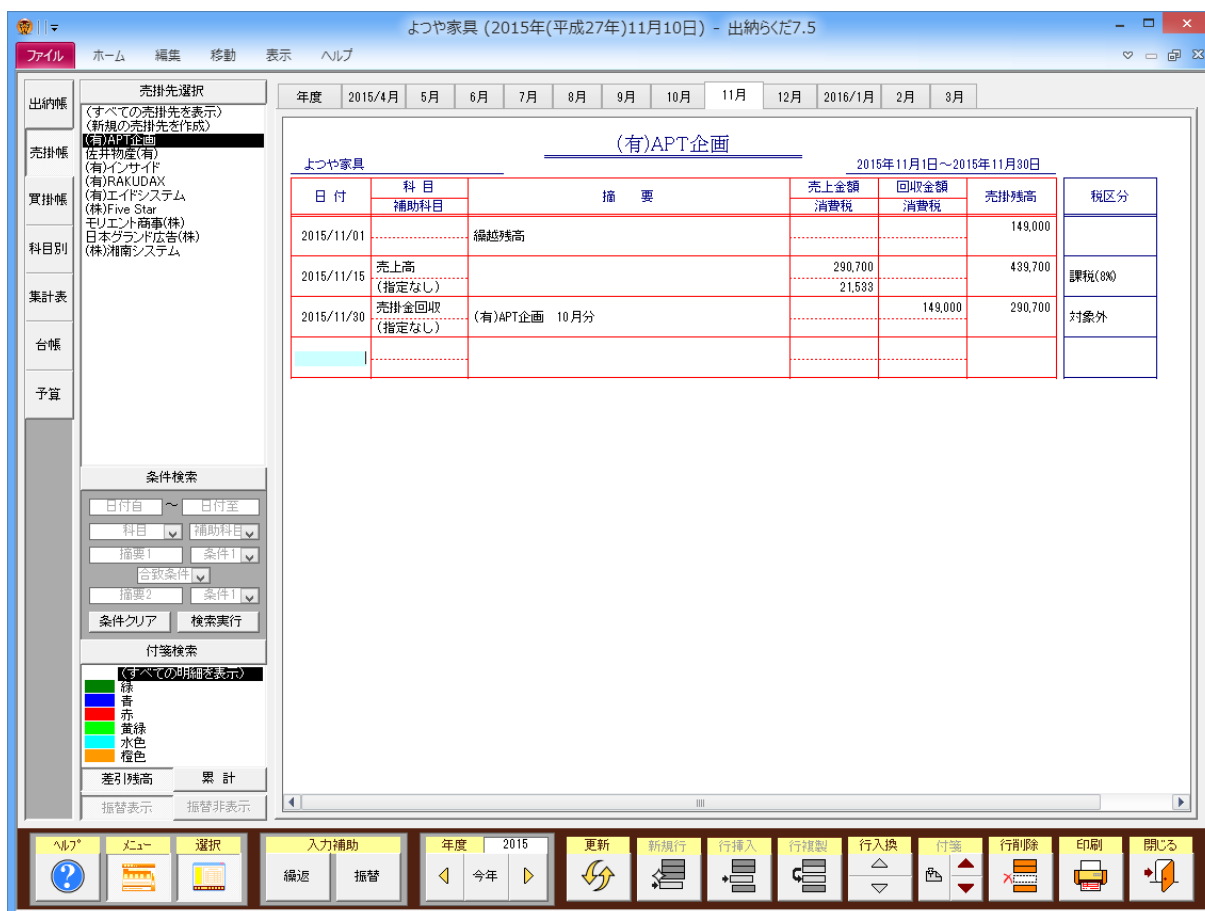 よつや家具 (2015年(平成27年)11月10日) - 出納らくだ7.5
ファイル ホーム 編集 移動 表示 ヘルプ
出納帳
売掛帳
買掛帳
科目別
集計表
台帳
予算
売掛先選択
(すべての売掛先を表示)
(新規の売掛先を作成)
(有)APT企画
佐井物産(有)
(有)インサイド
(有)RAKUDAX
(有)エイドシステム
(株)Five Star
モリエント商事(株)
日本グランド広告(株)
(株)湘南システム
条件検索
日付自 ～ 日付至
科目 補助科目
摘要1 条件1
合致条件
摘要2 条件1
条件クリア 検索実行
付箋検索
(すべての明細を表示)
緑
青
赤
黄緑
水色
橙色
差引残高 累 計
振替表示 振替非表示
年度 2015/4月 5月 6月 7月 8月 9月 10月 11月 12月 2016/1月 2月 3月
(有)APT企画
よつや家具 2015年11月1日～2015年11月30日
日 付 科 目 摘 要 売上金額 回収金額 売掛残高 税区分
補助科目 消費税 消費税
2015/11/01 繰越残高 149,000
2015/11/15 売上高 290,700 439,700 課税(8%)
(指定なし) 21,533
2015/11/30 売掛金回収 (有)APT企画 10月分 149,000 290,700 対象外
(指定なし)
ヘルプ メニュー 選択 入力補助 年度 2015 更新 新規行 行挿入 行複製 行入換 付箋 行削除 印刷 閉じる
繰返 振替 今年